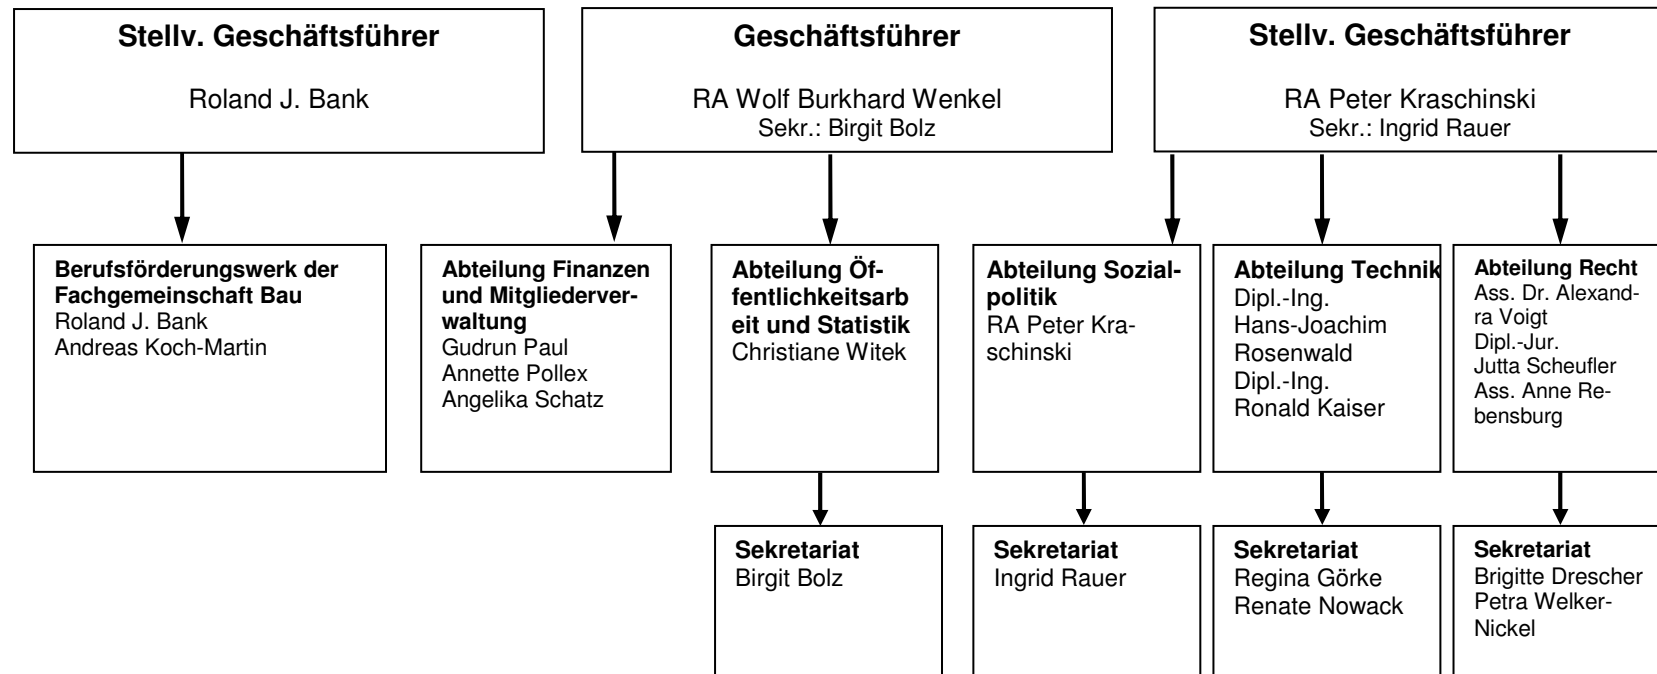 Stellv. Geschäftsführer
Roland J. Bank
Geschäftsführer
RA Wolf Burkhard Wenkel
Sekr.: Birgit Bolz
Stellv. Geschäftsführer
RA Peter Kraschinski
Sekr.: Ingrid Rauer
Berufsförderungswerk der
Fachgemeinschaft Bau
Roland J. Bank
Andreas Koch-Martin
Abteilung Finanzen
und Mitgliederver-
waltung
Gudrun Paul
Annette Pollex
Angelika Schatz
Abteilung Öf-
fentlichkeitsarb
eit und Statistik
Christiane Witek
Abteilung Sozial-
politik
RA Peter Kra-
schinski
Abteilung Technik
Dipl.-Ing.
Hans-Joachim
Rosenwald
Dipl.-Ing.
Ronald Kaiser
Abteilung Recht
Ass. Dr. Alexand-
ra Voigt
Dipl.-Jur.
Jutta Scheufler
Ass. Anne Re-
bensburg
Sekretariat
Birgit Bolz
Sekretariat
Ingrid Rauer
Sekretariat
Regina Görke
Renate Nowack
Sekretariat
Brigitte Drescher
Petra Welker-
Nickel